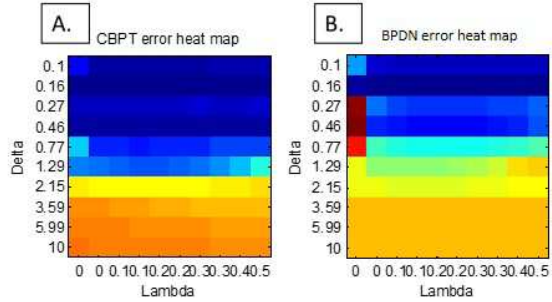 A.
CBPT error heat map
Delta
0.1
0.16
0.27
0.46
0.77
1.29
2.15
3.59
5.99
10
0 0 0.10.10.20.20.30.30.40.5
Lambda
B.
BPDN error heat map
0.1
0.16
0.27
0.46
0.77
1.29
2.15
3.59
5.99
10
0 0 0.10.10.20.20.30.30.40.5
Lambda